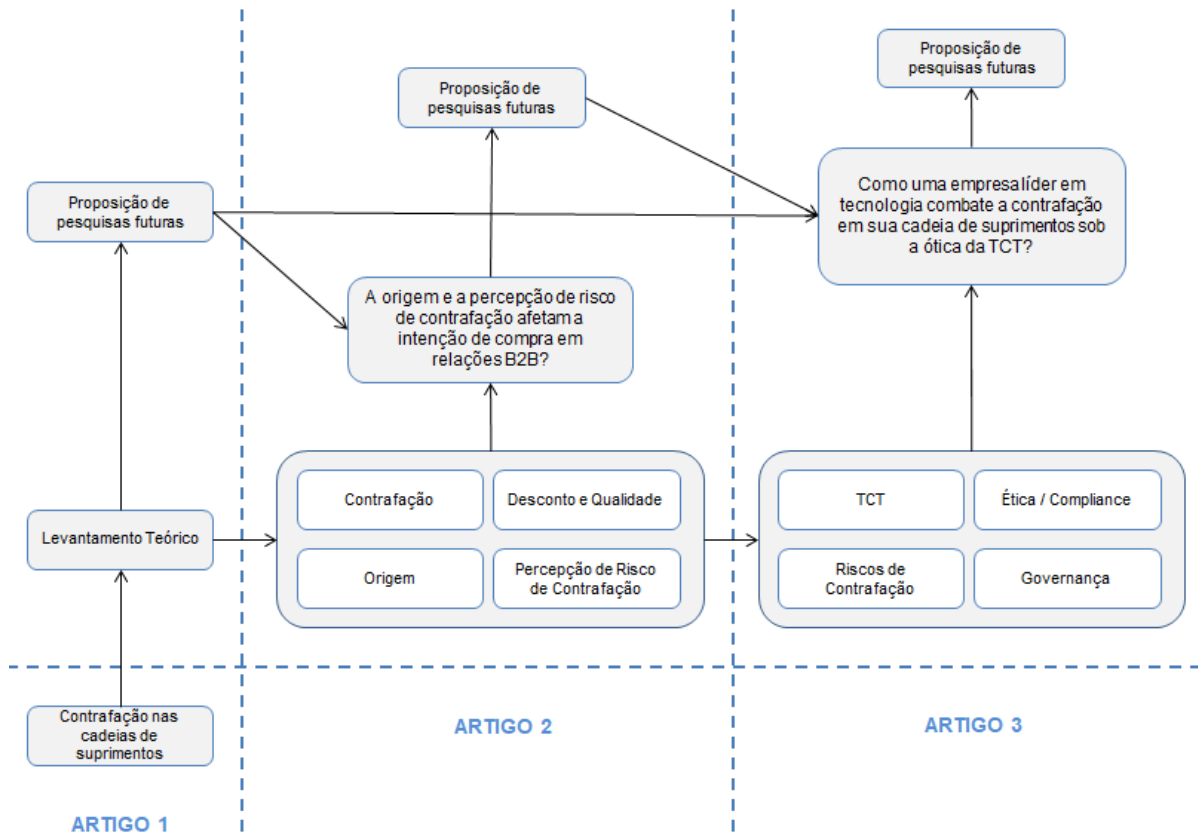 Proposição de
pesquisas futuras
Levantamento Teórico
Contrafação nas
cadeias de
suprimentos
ARTIGO 1
Proposição de
pesquisas futuras
A origem e a percepção de risco
de contrafação afetam a
intenção de compra em
relações B2B?
Contrafação
Desconto e Qualidade
Origem
Percepção de Risco
de Contrafação
ARTIGO 2
Proposição de
pesquisas futuras
Como uma empresa líder em
tecnologia combate a contrafação
em sua cadeia de suprimentos sob
a ótica da TCT?
TCT
Ética / Compliance
Riscos de
Contrafação
Governança
ARTIGO 3